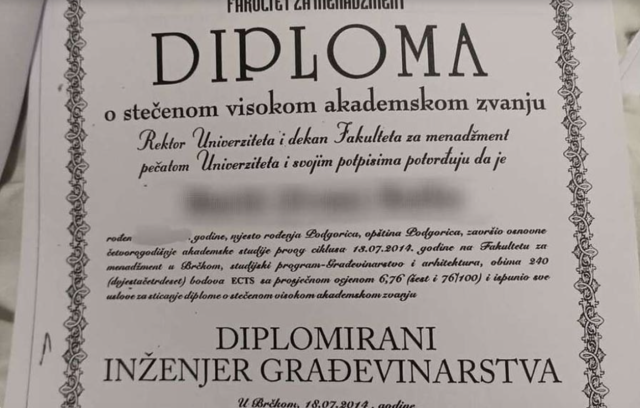 FAKULTET ZA MENADŽMENT
DIPLOMA
o stečenom visokom akademskom zvanju
Rektor Univerziteta i dekan Fakulteta za menadžment
pečatom Univerziteta i svojim potpisima potvrđuju da je
rođen godine, mjesto rođenja Podgorica, opština Podgorica, završio osnovne
četvorogodišnje akademske studije prvog ciklusa 18.07.2014. godine na Fakultetu za
menadžment u Brčkom, studijski program-Građevinarstvo i arhitektura, obima 240
(dvjestačetrdeset) bodova ECTS sa prosječnom ocjenom 6,76 (šest i 76/100) i ispunio sve
uslove za sticanje diplome o stečenom visokom akademskom zvanju
DIPLOMIRANI
INŽENJER GRAĐEVINARSTVA
U Brčkom, 18.07.2014. godine